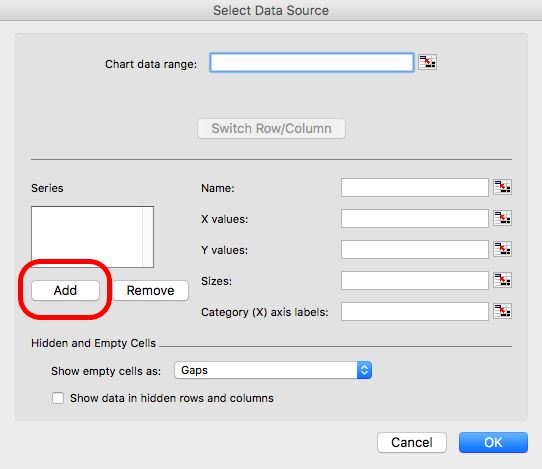 Select Data Source
Chart data range:
Switch Row/Column
Series
Name:
X values:
Y values:
Add
Remove
Sizes:
Category (X) axis labels:
Hidden and Empty Cells
Show empty cells as:
Gaps
Show data in hidden rows and columns
Cancel
OK